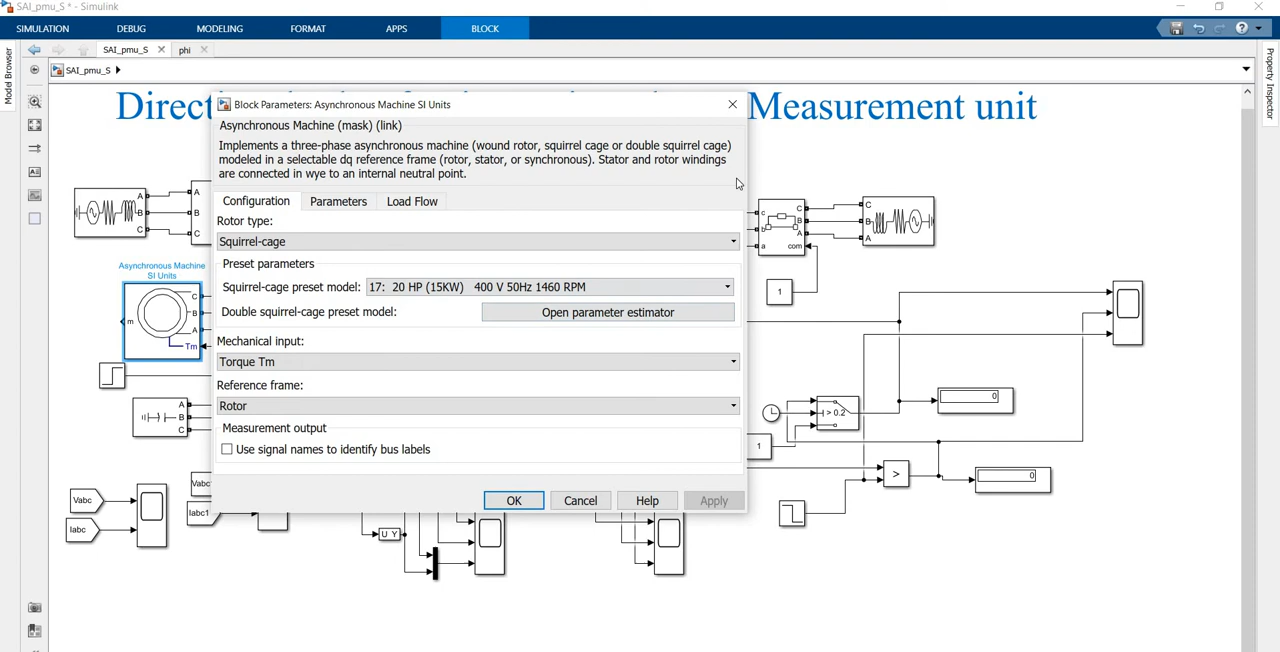 SAI_pmu_S * - Simulink
SIMULATION DEBUG MODELING FORMAT APPS BLOCK
SAI_pmu_S phi
SAI_pmu_S
Model Browser
Property Inspector
Measurement unit
Block Parameters: Asynchronous Machine SI Units
Asynchronous Machine (mask) (link)
Implements a three-phase asynchronous machine (wound rotor, squirrel cage or double squirrel cage)
modeled in a selectable dq reference frame (rotor, stator, or synchronous). Stator and rotor windings
are connected in wye to an internal neutral point.
Configuration Parameters Load Flow
Rotor type:
Squirrel-cage
Preset parameters
Squirrel-cage preset model: 17: 20 HP (15KW) 400 V 50Hz 1460 RPM
Double squirrel-cage preset model: Open parameter estimator
Mechanical input:
Torque Tm
Reference frame:
Rotor
Measurement output
Use signal names to identify bus labels
OK Cancel Help Apply
A A
B B
C C
Asynchronous Machine
SI Units
m
C
B
A
Tm
A
B
C
Vabc
Iabc
Vabc
Iabc1
U Y
c C
b B
a A
com
C
B
A
1
> 0.2
0
1
>
0